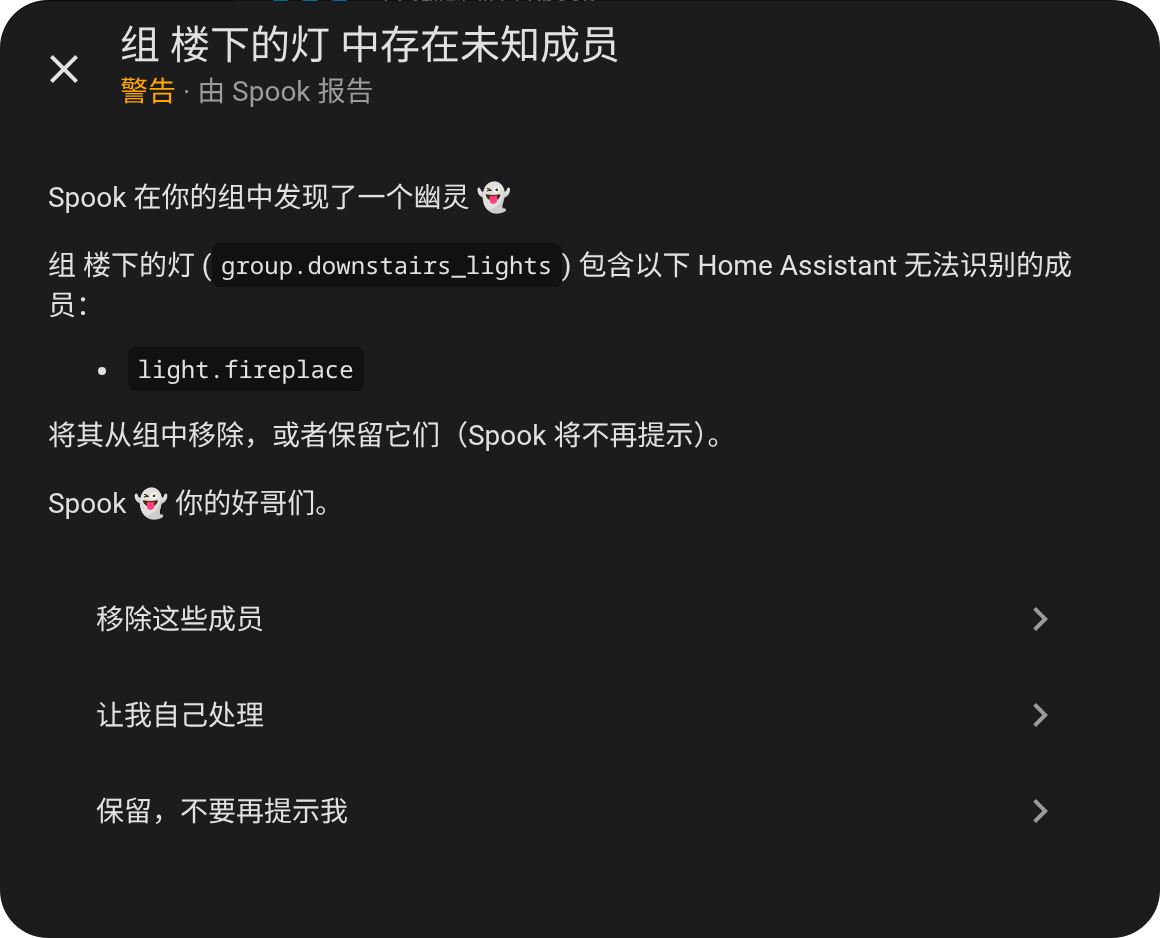 组 楼下的灯 中存在未知成员
警告 · 由 Spook 报告
Spook 在你的组中发现了一个幽灵 👻
组 楼下的灯 (group.downstairs_lights) 包含以下 Home Assistant 无法识别的成
员：
• light.fireplace
将其从组中移除，或者保留它们（Spook 将不再提示）。
Spook 👻 你的好哥们。
移除这些成员
让我自己处理
保留，不要再提示我